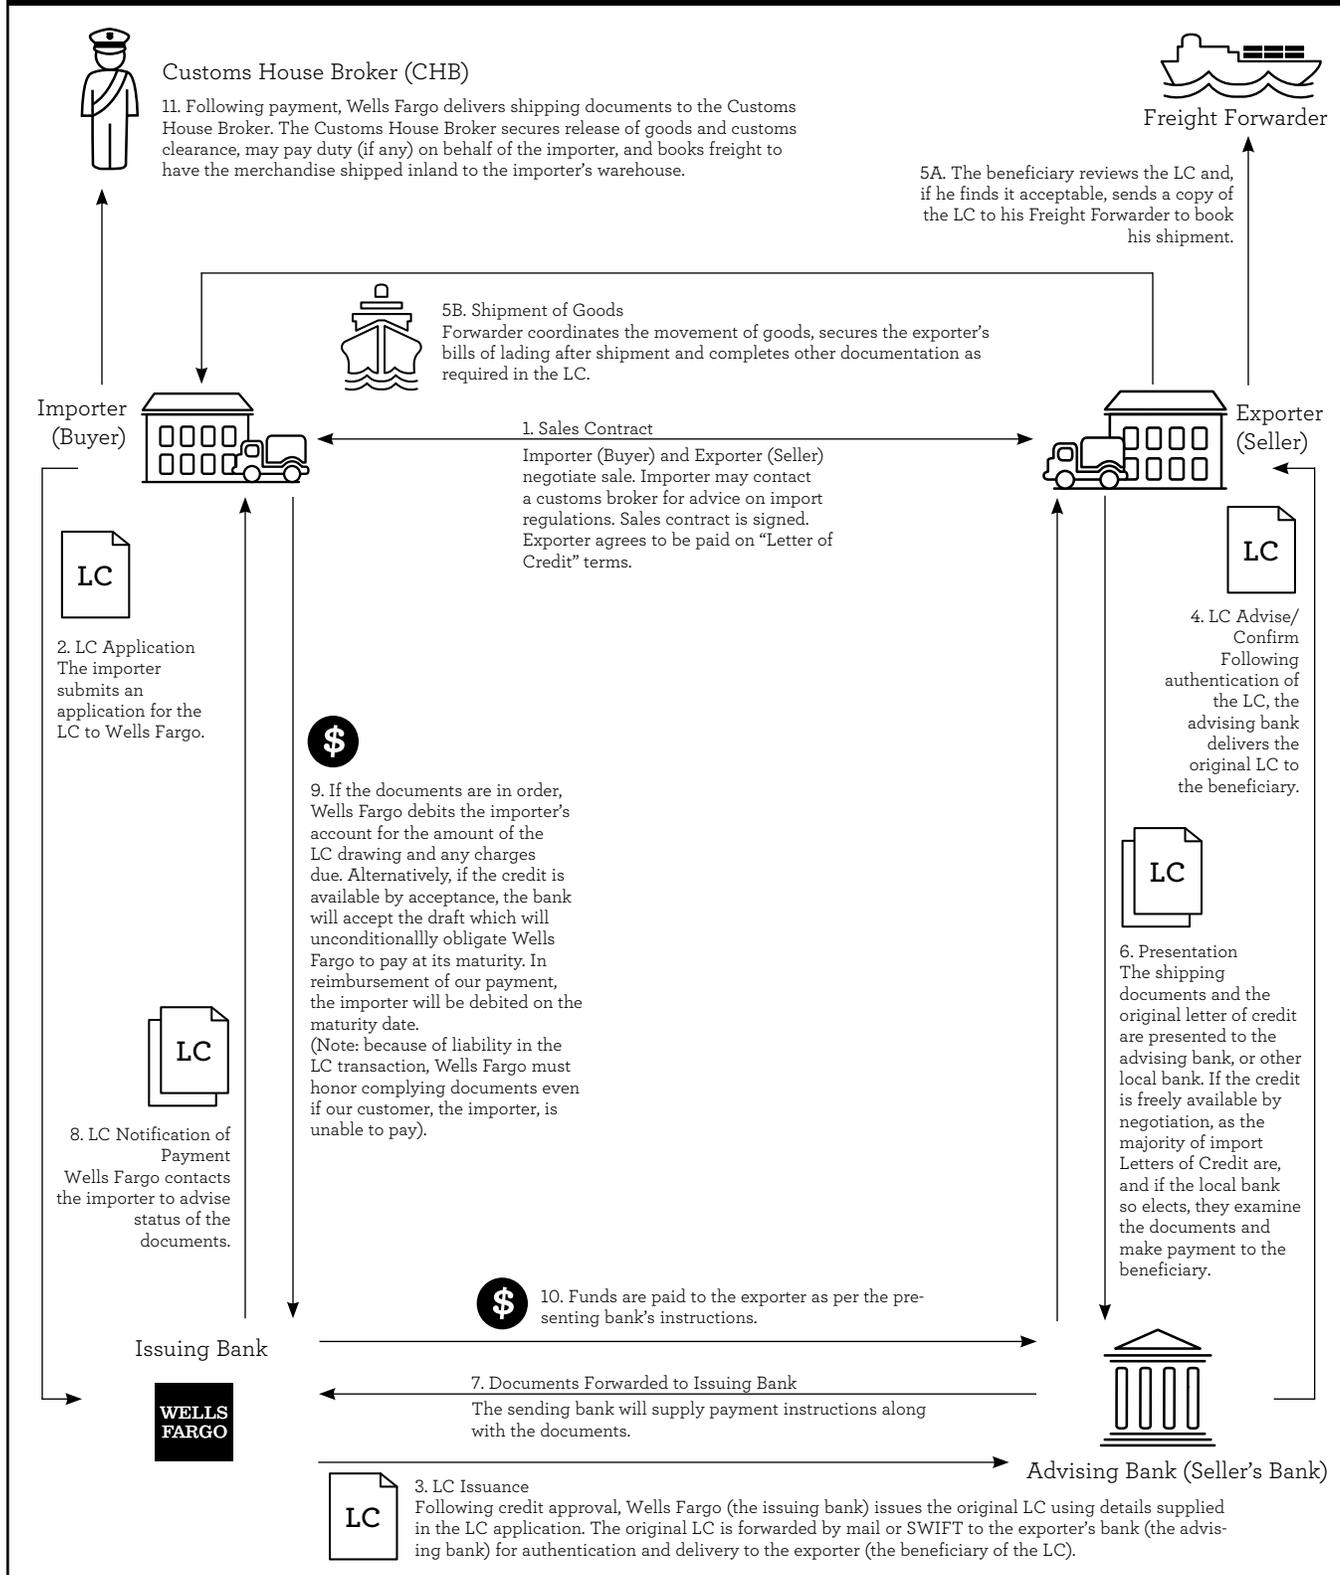 Customs House Broker (CHB)
11. Following payment, Wells Fargo delivers shipping documents to the Customs
House Broker. The Customs House Broker secures release of goods and customs
clearance, may pay duty (if any) on behalf of the importer, and books freight to
have the merchandise shipped inland to the importer’s warehouse.
Freight Forwarder
5A. The beneficiary reviews the LC and,
if he finds it acceptable, sends a copy of
the LC to his Freight Forwarder to book
his shipment.
5B. Shipment of Goods
Forwarder coordinates the movement of goods, secures the exporter’s
bills of lading after shipment and completes other documentation as
required in the LC.
Importer
(Buyer)
Exporter
(Seller)
1. Sales Contract
Importer (Buyer) and Exporter (Seller)
negotiate sale. Importer may contact
a customs broker for advice on import
regulations. Sales contract is signed.
Exporter agrees to be paid on “Letter of
Credit” terms.
LC
2. LC Application
The importer
submits an
application for the
LC to Wells Fargo.
LC
4. LC Advise/
Confirm
Following
authentication of
the LC, the
advising bank
delivers the
original LC to
the beneficiary.
$
9. If the documents are in order,
Wells Fargo debits the importer’s
account for the amount of the
LC drawing and any charges
due. Alternatively, if the credit is
available by acceptance, the bank
will accept the draft which will
unconditionallly obligate Wells
Fargo to pay at its maturity. In
reimbursement of our payment,
the importer will be debited on the
maturity date.
(Note: because of liability in the
LC transaction, Wells Fargo must
honor complying documents even
if our customer, the importer, is
unable to pay).
LC
6. Presentation
The shipping
documents and the
original letter of credit
are presented to the
advising bank, or other
local bank. If the credit
is freely available by
negotiation, as the
majority of import
Letters of Credit are,
and if the local bank
so elects, they examine
the documents and
make payment to the
beneficiary.
LC
8. LC Notification of
Payment
Wells Fargo contacts
the importer to advise
status of the
documents.
$
10. Funds are paid to the exporter as per the pre-
senting bank’s instructions.
Issuing Bank
WELLS
FARGO
7. Documents Forwarded to Issuing Bank
The sending bank will supply payment instructions along
with the documents.
Advising Bank (Seller’s Bank)
LC
3. LC Issuance
Following credit approval, Wells Fargo (the issuing bank) issues the original LC using details supplied
in the LC application. The original LC is forwarded by mail or SWIFT to the exporter’s bank (the advis-
ing bank) for authentication and delivery to the exporter (the beneficiary of the LC).